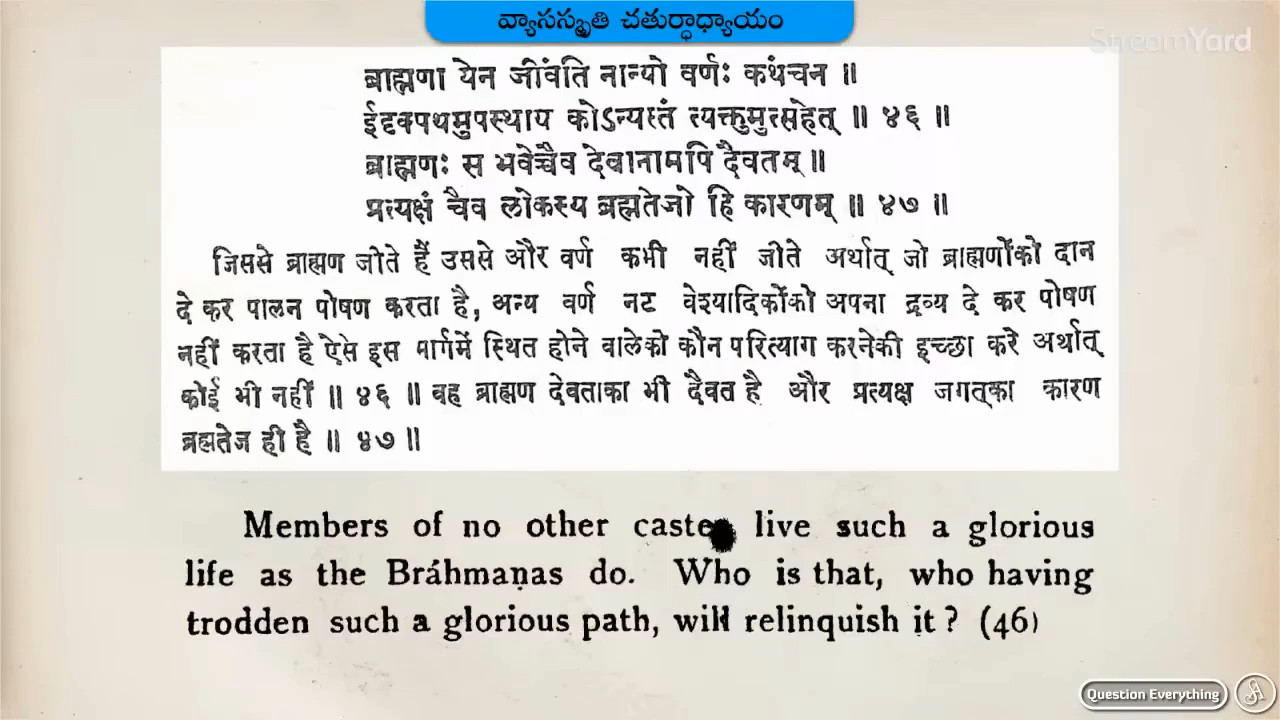 వ్యాసస్మృతి చతుర్ధాధ్యాయం
StreamYard
ब्राह्मणा येन जीवंति नान्यो वर्णः कथंचन ॥
ईदृक्पथमुपस्थाय कोऽन्यस्तं त्यक्तुमुत्सहेत् ॥ ४६ ॥
ब्राह्मणः स भवेच्चैव देवानामपि दैवतम् ॥
प्रत्यक्षं चैव लोकस्य ब्रह्मतेजो हि कारणम् ॥ ४७ ॥
जिससे ब्राह्मण जीते हैं उससे और वर्ण कभी नहीं जीते अर्थात् जो ब्राह्मणोंको दान
दे कर पालन पोषण करता है, अन्य वर्ण नट वेश्यादिकोंको अपना द्रव्य दे कर पोषण
नहीं करता है ऐसे इस मार्गमें स्थित होने वालेको कौन परित्याग करनेकी इच्छा करे अर्थात्
कोई भी नहीं ॥ ४६ ॥ वह ब्राह्मण देवताका भी दैवत है और प्रत्यक्ष जगत्का कारण
ब्रह्मतेज ही है ॥ ४७ ॥
Members of no other caste live such a glorious
life as the Bráhmaṇas do. Who is that, who having
trodden such a glorious path, will relinquish it ? (46)
Question Everything